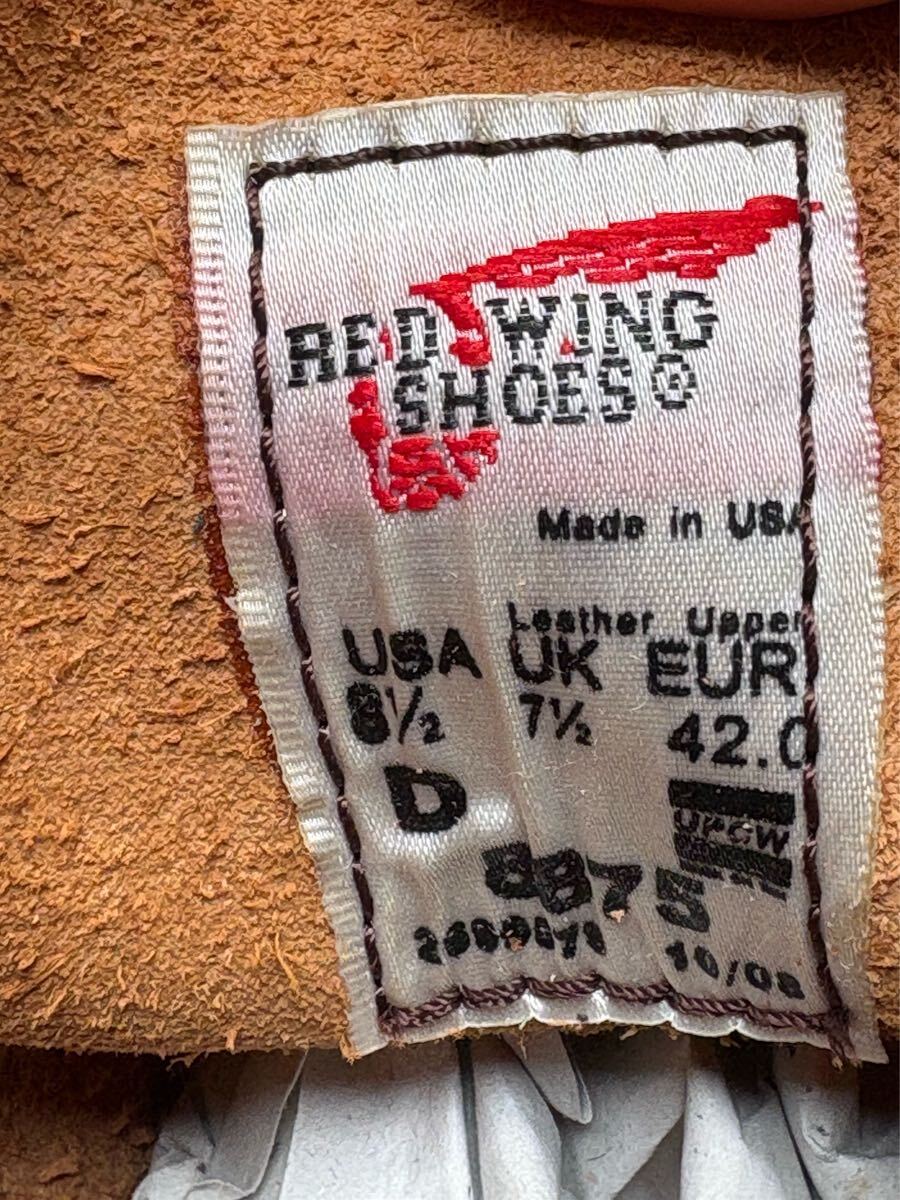 RED WING
SHOES®
Made in USA
Leather Upper
USA UK EUR
8½ 7½ 42.0
D
UFCW
8875
10/08